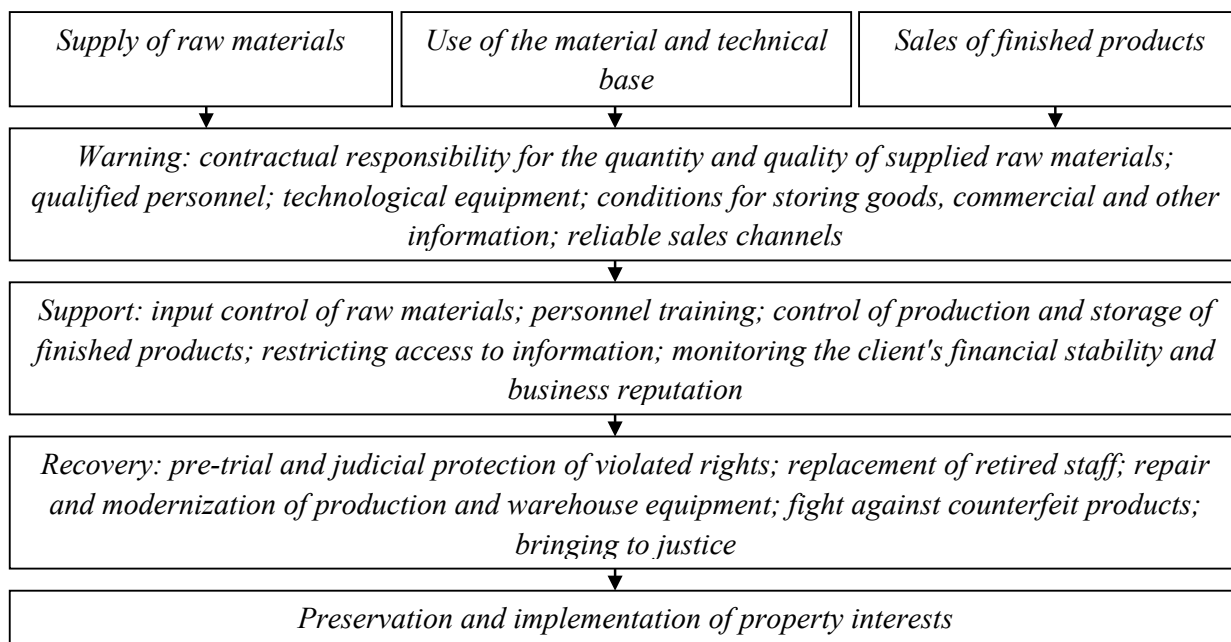 Supply of raw materials
Use of the material and technical
base
Sales of finished products
Warning: contractual responsibility for the quantity and quality of supplied raw materials;
qualified personnel; technological equipment; conditions for storing goods, commercial and other
information; reliable sales channels
Support: input control of raw materials; personnel training; control of production and storage of
finished products; restricting access to information; monitoring the client's financial stability and
business reputation
Recovery: pre-trial and judicial protection of violated rights; replacement of retired staff; repair
and modernization of production and warehouse equipment; fight against counterfeit products;
bringing to justice
Preservation and implementation of property interests